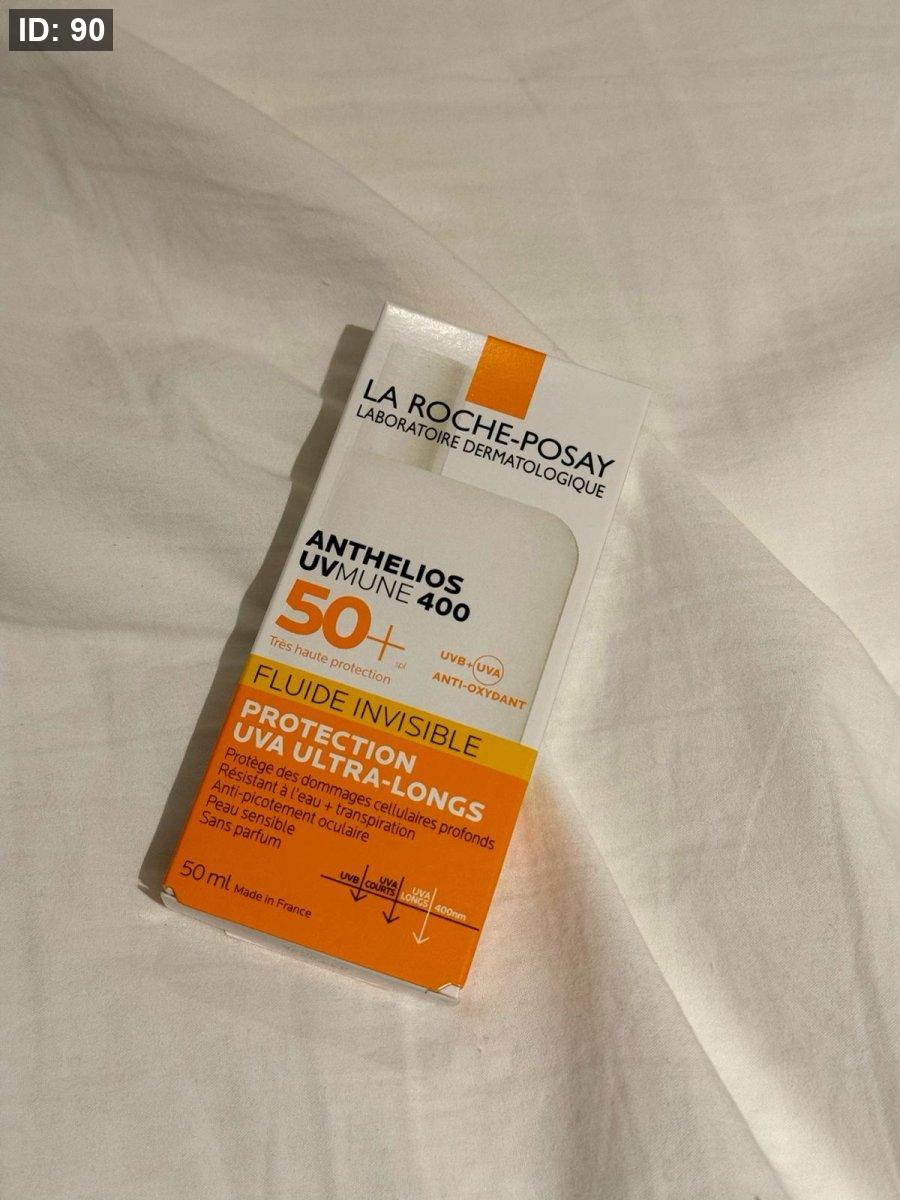 ID: 90
LA ROCHE-POSAY
LABORATOIRE DERMATOLOGIQUE
ANTHELIOS
UVMUNE 400
50+
spf
Très haute protection
UVB+UVA
ANTI-OXYDANT
FLUIDE INVISIBLE
PROTECTION
UVA ULTRA-LONGS
Protège des dommages cellulaires profonds
Résistant à l'eau + transpiration
Anti-picotement oculaire
Peau sensible
Sans parfum
50 ml Made in France
UVB
UVA
COURTS
UVA
LONGS
400nm